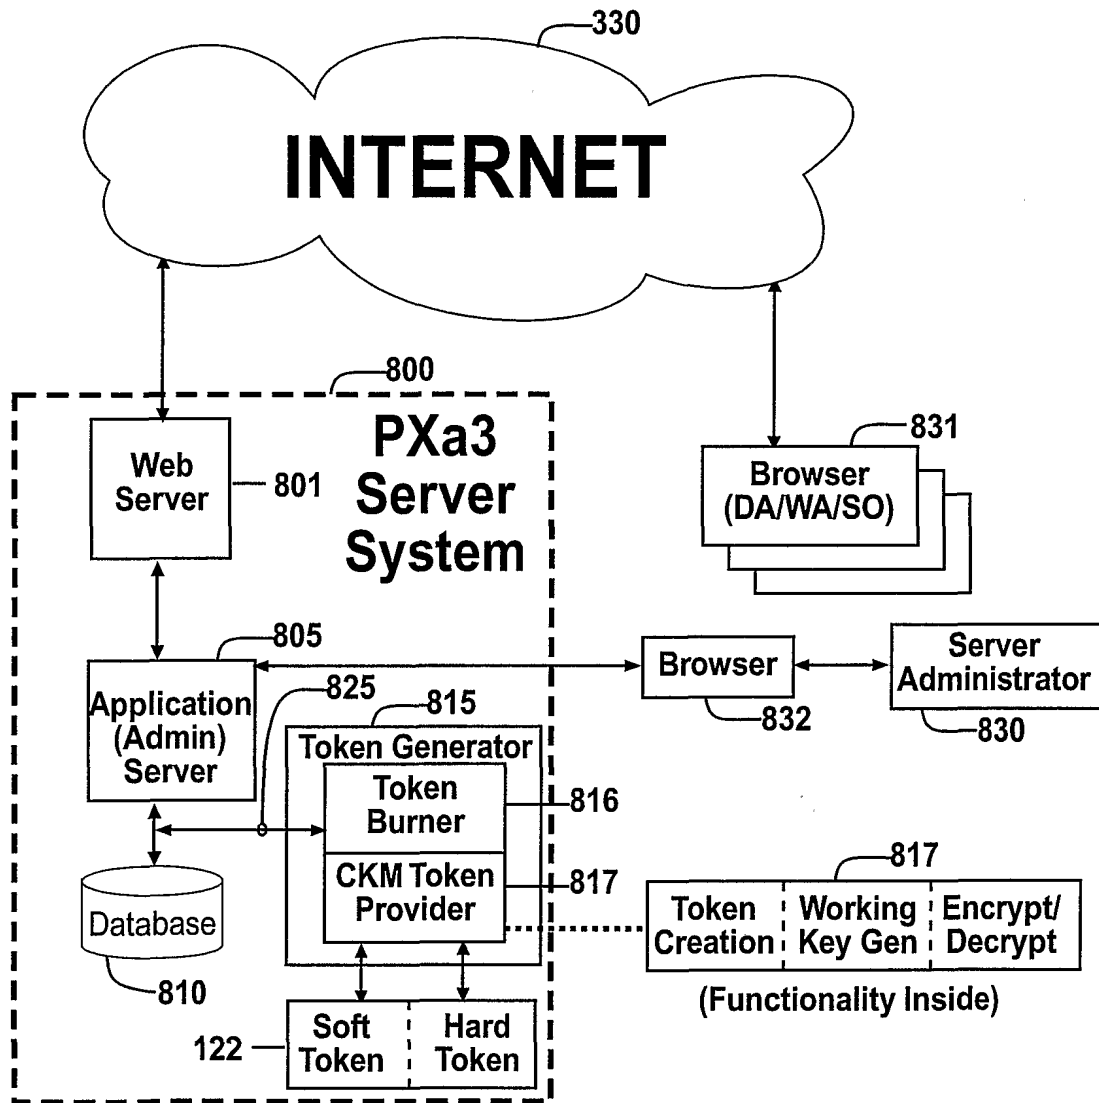 330
INTERNET
800
PXa3
Server
System
Web
Server
801
831
Browser
(DA/WA/SO)
805
Application
(Admin)
Server
825
Browser
832
Server
Administrator
830
815
Token Generator
Token
Burner
816
CKM Token
Provider
817
817
Token
Creation
Working
Key Gen
Encrypt/
Decrypt
(Functionality Inside)
Database
810
122
Soft
Token
Hard
Token